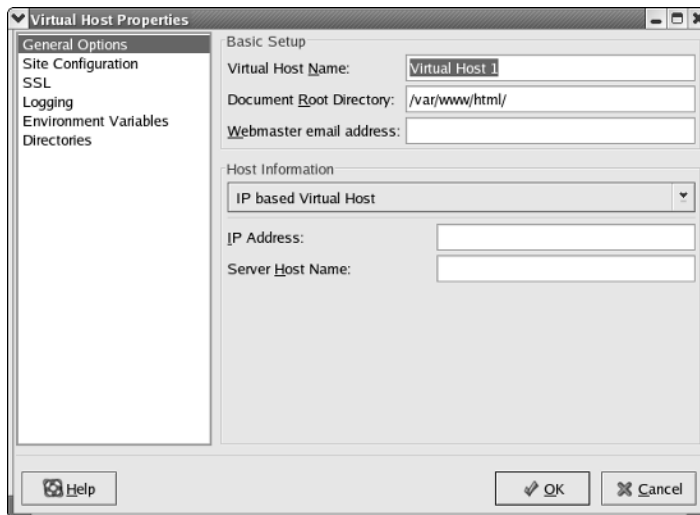 Virtual Host Properties
General Options
Site Configuration
SSL
Logging
Environment Variables
Directories
Basic Setup
Virtual Host Name: Virtual Host 1
Document Root Directory: /var/www/html/
Webmaster email address:
Host Information
IP based Virtual Host
IP Address:
Server Host Name:
Help
OK
Cancel